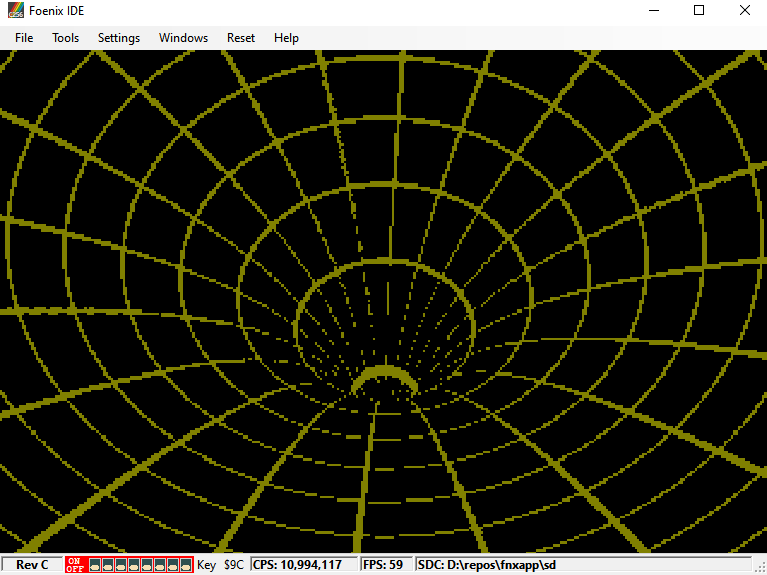 Foenix IDE
File Tools Settings Windows Reset Help
Rev C ON OFF Key $9C CPS: 10,994,117 FPS: 59 SDC: D:\repos\fnxapp\sd